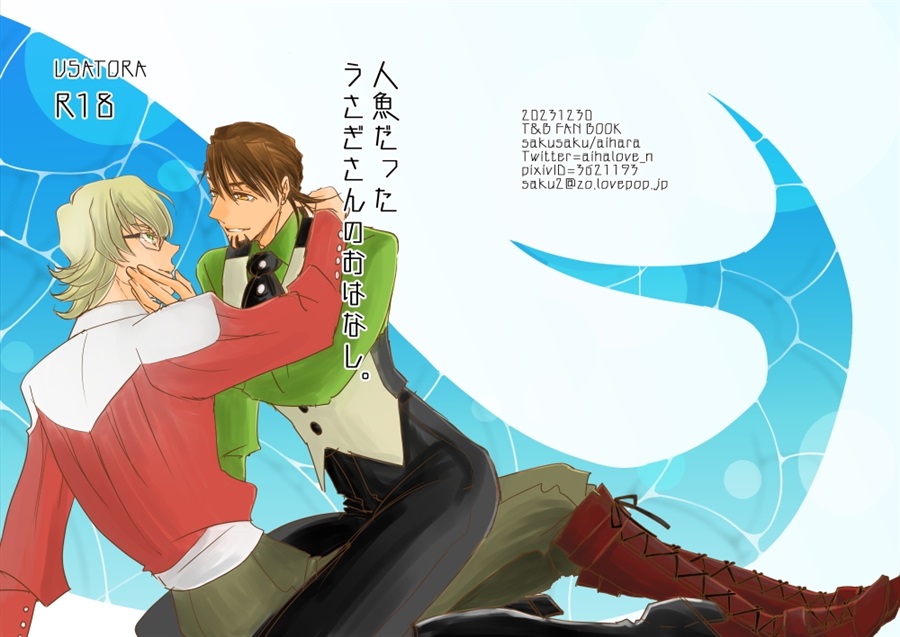 USATORA
R18
人魚だった
うさぎさんのおはなし。
20231230
T&B FAN BOOK
sakusaku/aihara
Twitter=aihalove_n
pixivID=3621193
saku2@zo.lovepop.jp